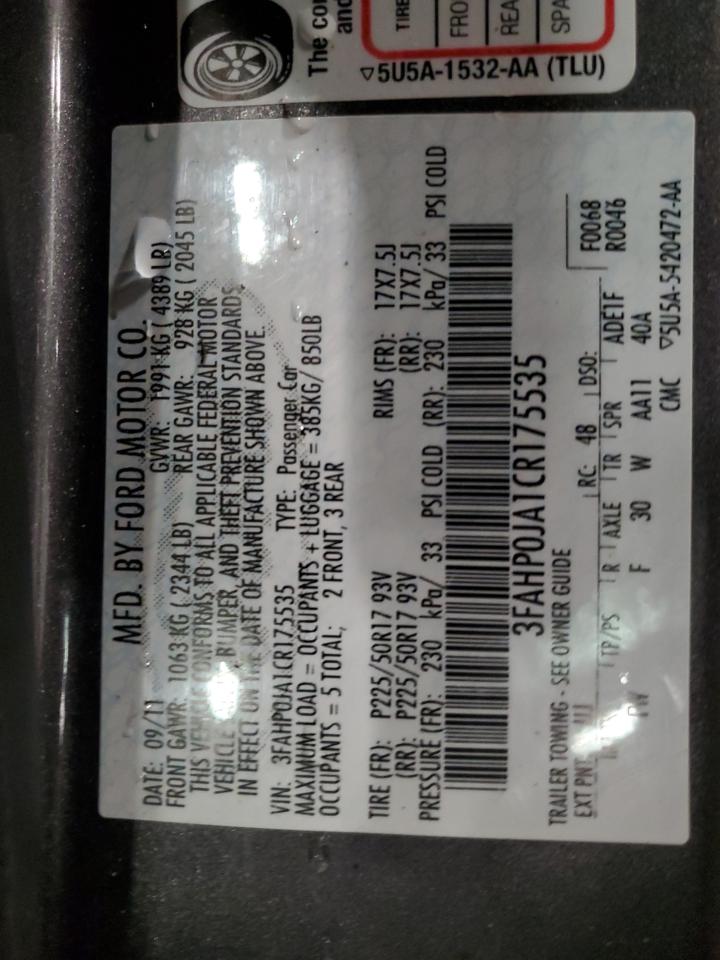 The co
and
TIRE
FRO
REA
SPA
▽5U5A-1532-AA (TLU)
MFD. BY FORD MOTOR CO.
DATE: 09/11 GVWR: 1991 KG ( 4389 LB)
FRONT GAWR: 1063 KG ( 2344 LB) REAR GAWR: 928 KG ( 2045 LB)
THIS VEHICLE CONFORMS TO ALL APPLICABLE FEDERAL MOTOR
VEHICLE BUMPER, AND THEFT PREVENTION STANDARDS
IN EFFECT ON THE DATE OF MANUFACTURE SHOWN ABOVE.
VIN: 3FAHP0JA1CR175535 TYPE: Passenger Car
MAXIMUM LOAD = OCCUPANTS + LUGGAGE = 385KG/ 850LB
OCCUPANTS = 5 TOTAL; 2 FRONT, 3 REAR
TIRE (FR): P225/50R17 93V RIMS (FR): 17X7.5J
(RR): P225/50R17 93V (RR): 17X7.5J
PRESSURE (FR): 230 kPa/ 33 PSI COLD (RR): 230 kPa/ 33 PSI COLD
3FAHP0JA1CR175535
TRAILER TOWING - SEE OWNER GUIDE
EXT PNT: RC: 48 DSO: F0068
R0046
TP/PS R AXLE TR SPR ADE1F
W F 30 W AA11 40A
CMC ▽5U5A-5420472-AA